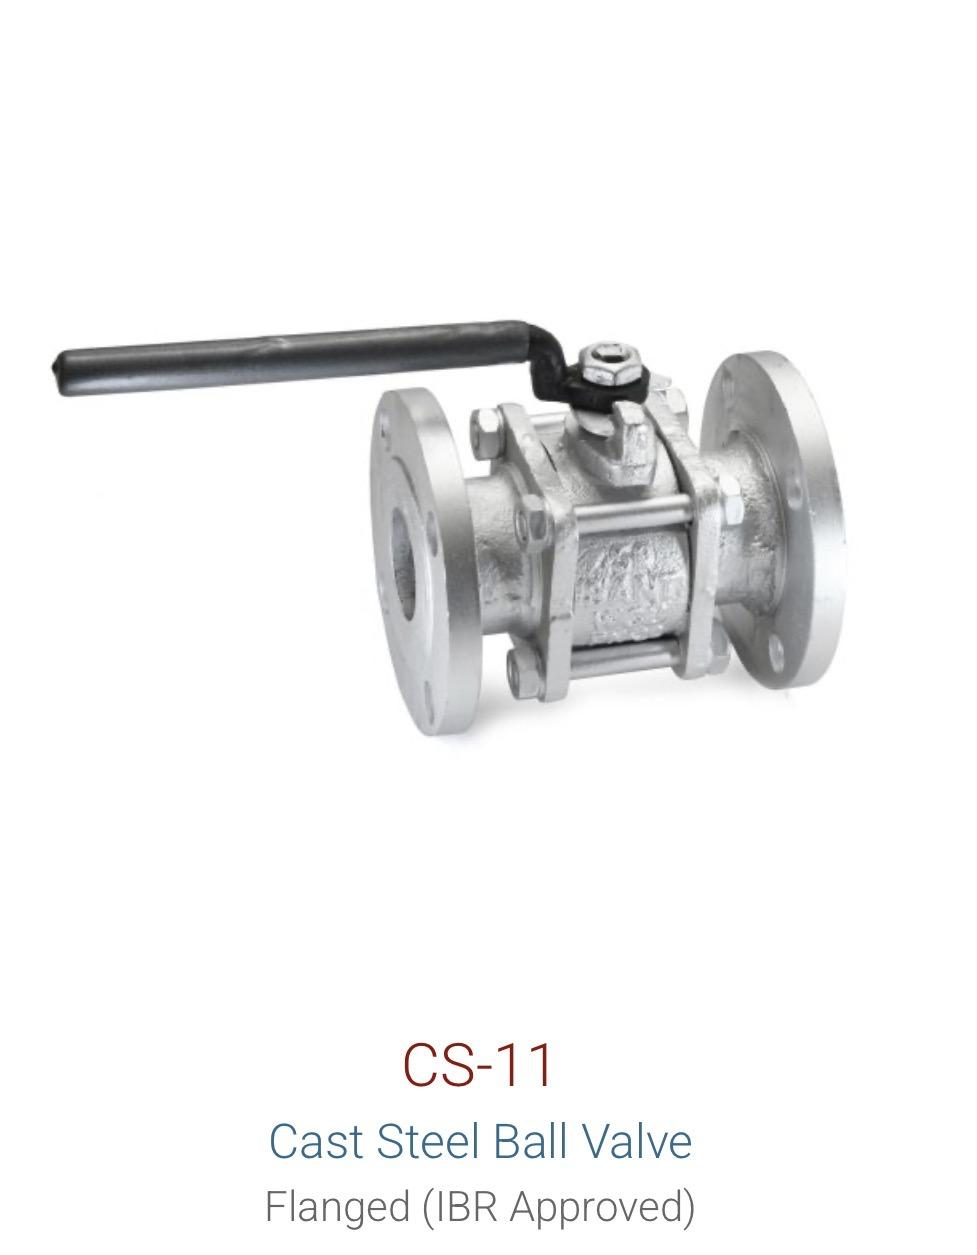 CS-11
Cast Steel Ball Valve
Flanged (IBR Approved)